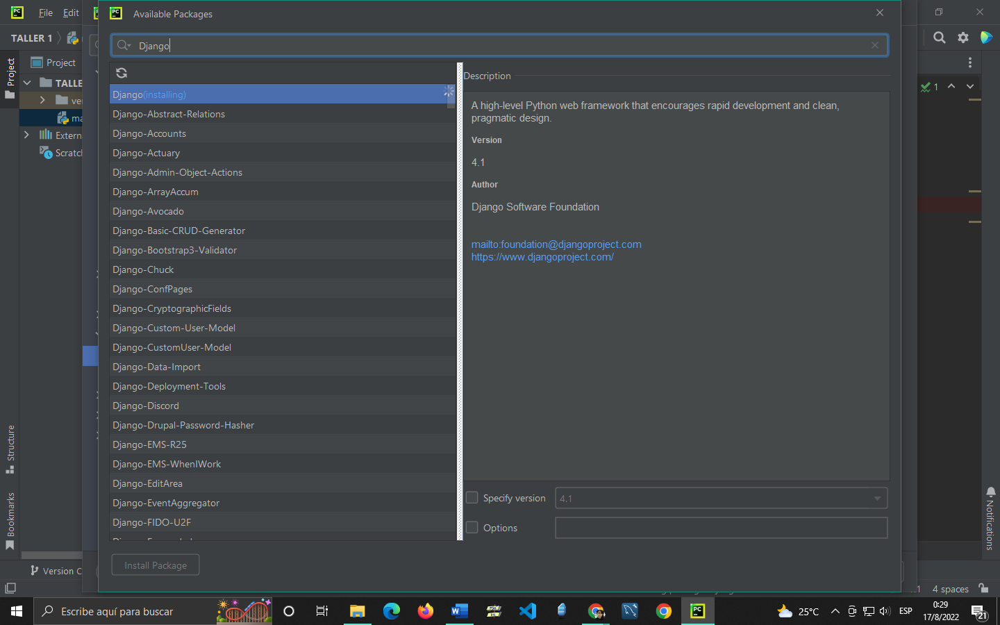 File Edit
Available Packages
TALLER 1
Django
Project
Project
TALLE
ve
ma
Extern
Scratch
Structure
Bookmarks
Django (installing)
Django-Abstract-Relations
Django-Accounts
Django-Actuary
Django-Admin-Object-Actions
Django-ArrayAccum
Django-Avocado
Django-Basic-CRUD-Generator
Django-Bootstrap3-Validator
Django-Chuck
Django-ConfPages
Django-CryptographicFields
Django-Custom-User-Model
Django-CustomUser-Model
Django-Data-Import
Django-Deployment-Tools
Django-Discord
Django-Drupal-Password-Hasher
Django-EMS-R25
Django-EMS-WhenIWork
Django-EditArea
Django-EventAggregator
Django-FIDO-U2F
Description
A high-level Python web framework that encourages rapid development and clean,
pragmatic design.
Version
4.1
Author
Django Software Foundation
mailto:foundation@djangoproject.com
https://www.djangoproject.com/
Specify version
4.1
Options
Install Package
1
Notifications
Version C
4 spaces
Escribe aquí para buscar
25°C
ESP
0:29
17/8/2022
21